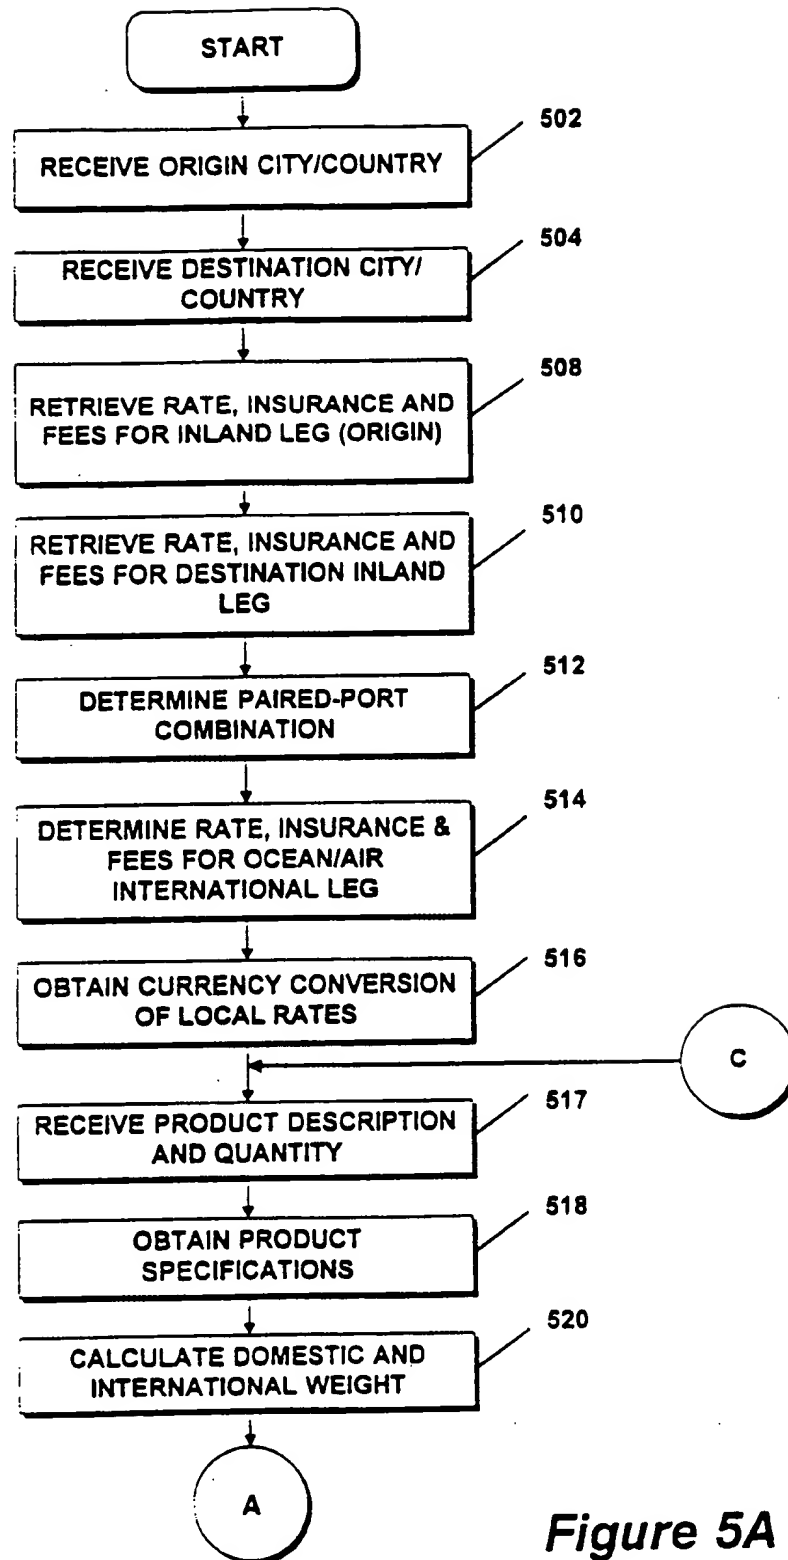 START
502
RECEIVE ORIGIN CITY/COUNTRY
504
RECEIVE DESTINATION CITY/
COUNTRY
508
RETRIEVE RATE, INSURANCE AND
FEES FOR INLAND LEG (ORIGIN)
510
RETRIEVE RATE, INSURANCE AND
FEES FOR DESTINATION INLAND
LEG
512
DETERMINE PAIRED-PORT
COMBINATION
514
DETERMINE RATE, INSURANCE &
FEES FOR OCEAN/AIR
INTERNATIONAL LEG
516
OBTAIN CURRENCY CONVERSION
OF LOCAL RATES
C
517
RECEIVE PRODUCT DESCRIPTION
AND QUANTITY
518
OBTAIN PRODUCT
SPECIFICATIONS
520
CALCULATE DOMESTIC AND
INTERNATIONAL WEIGHT
A
Figure 5A